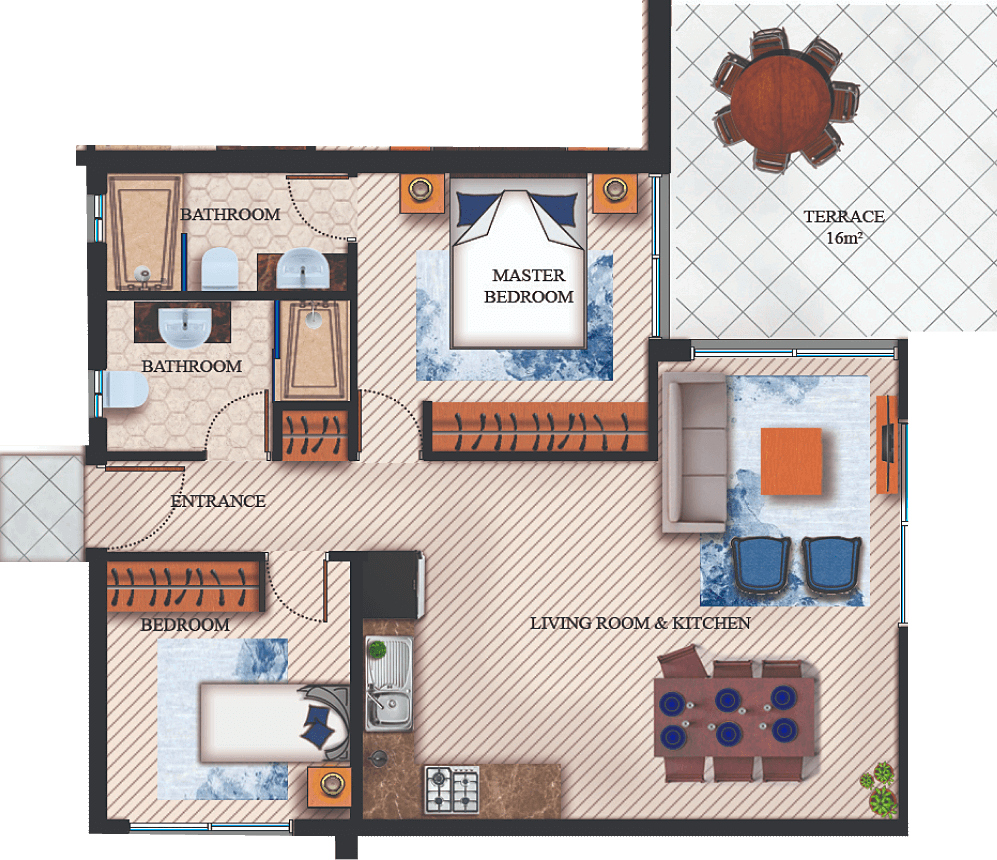 BATHROOM
TERRACE
16m²
MASTER
BEDROOM
BATHROOM
ENTRANCE
BEDROOM
LIVING ROOM & KITCHEN